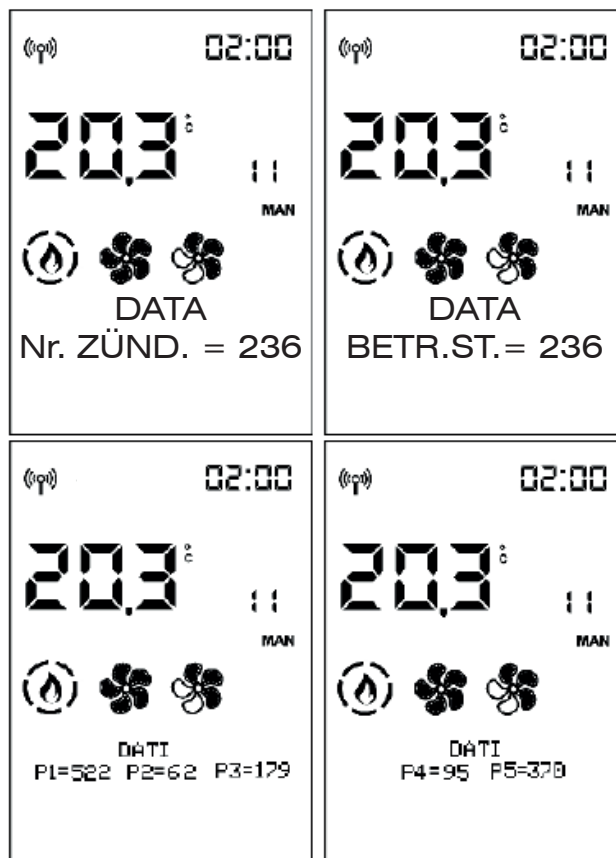 02:00
20,3 °C
11
MAN
DATA
Nr. ZÜND. = 236
02:00
20,3 °C
11
MAN
DATA
BETR.ST.= 236
02:00
20,3 °C
11
MAN
DATI
P1=522 P2=62 P3=179
02:00
20,3 °C
11
MAN
DATI
P4=95 P5=370